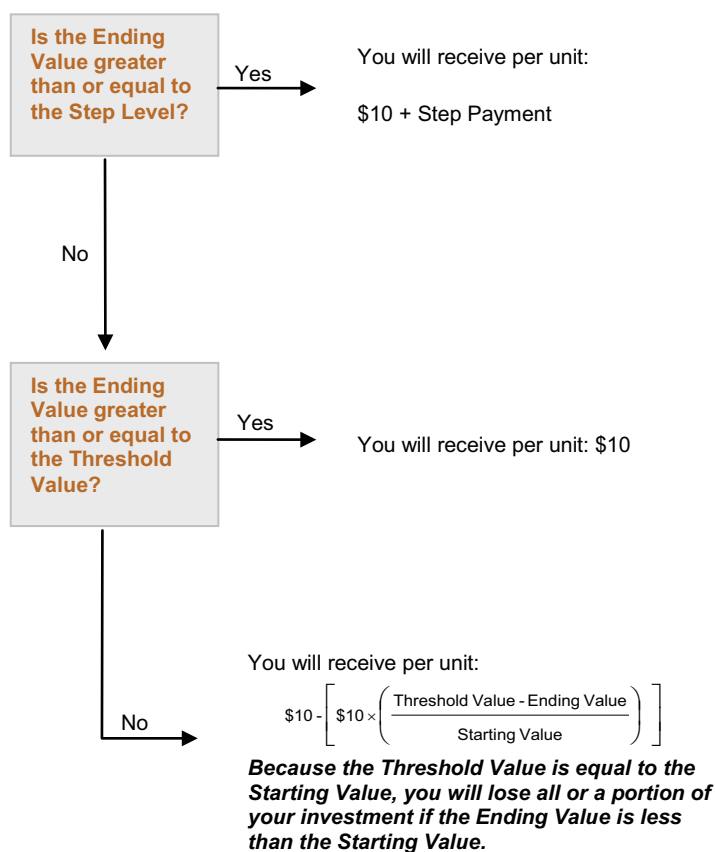 Is the Ending
Value greater
than or equal to
the Step Level?
Yes
You will receive per unit:
$10 + Step Payment
No
Is the Ending
Value greater
than or equal to
the Threshold
Value?
Yes
You will receive per unit: $10
No
You will receive per unit:
$10 - [ $10 × ( Threshold Value - Ending Value / Starting Value ) ]
Because the Threshold Value is equal to the
Starting Value, you will lose all or a portion of
your investment if the Ending Value is less
than the Starting Value.